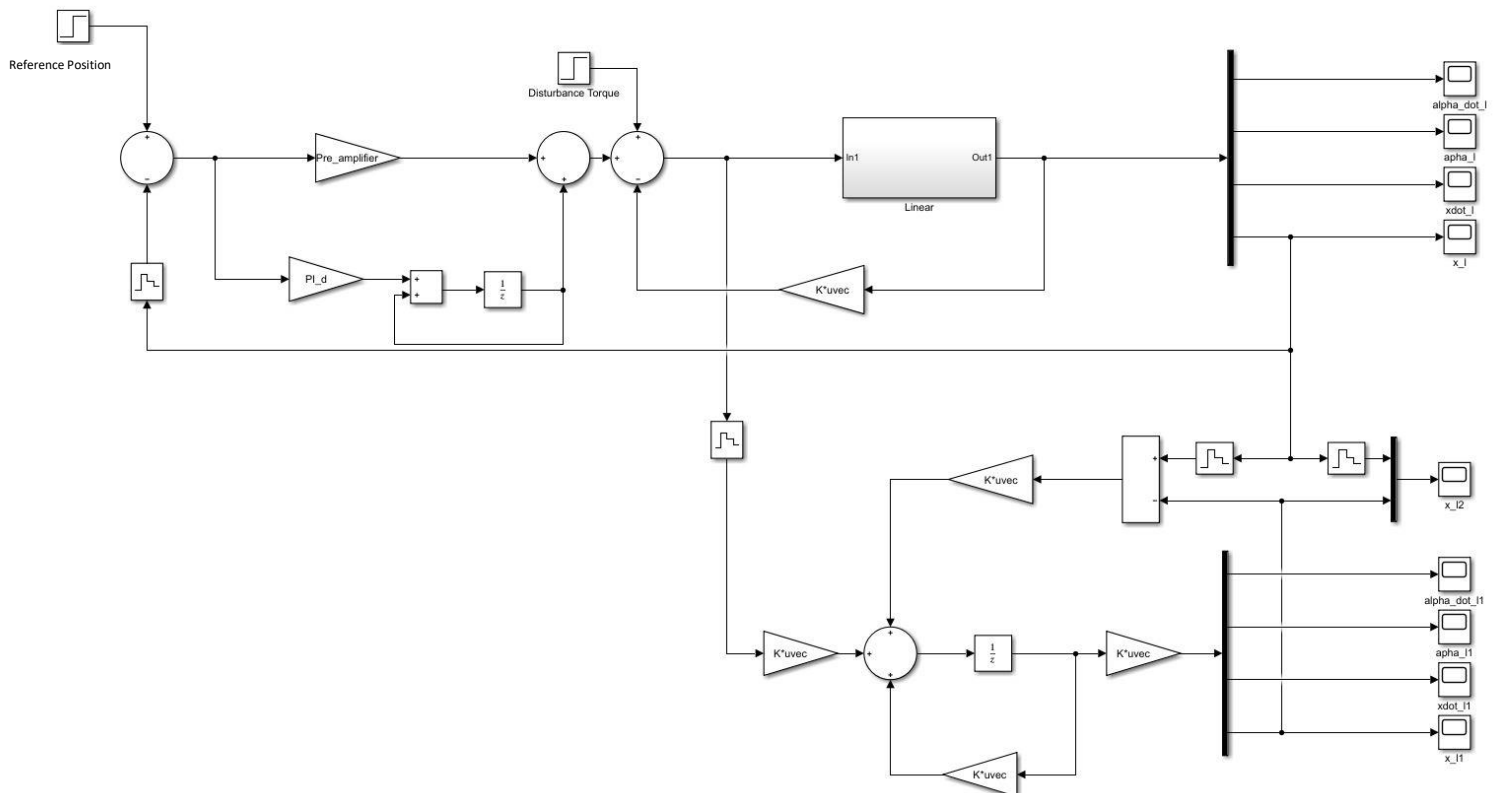 Reference Position
Disturbance Torque
Pre_amplifier
In1
Out1
Linear
alpha_dot_l
apha_l
xdot_l
x_l
PI_d
1
z
K*uvec
K*uvec
x_l2
alpha_dot_l1
apha_l1
xdot_l1
x_l1
K*uvec
1
z
K*uvec
K*uvec